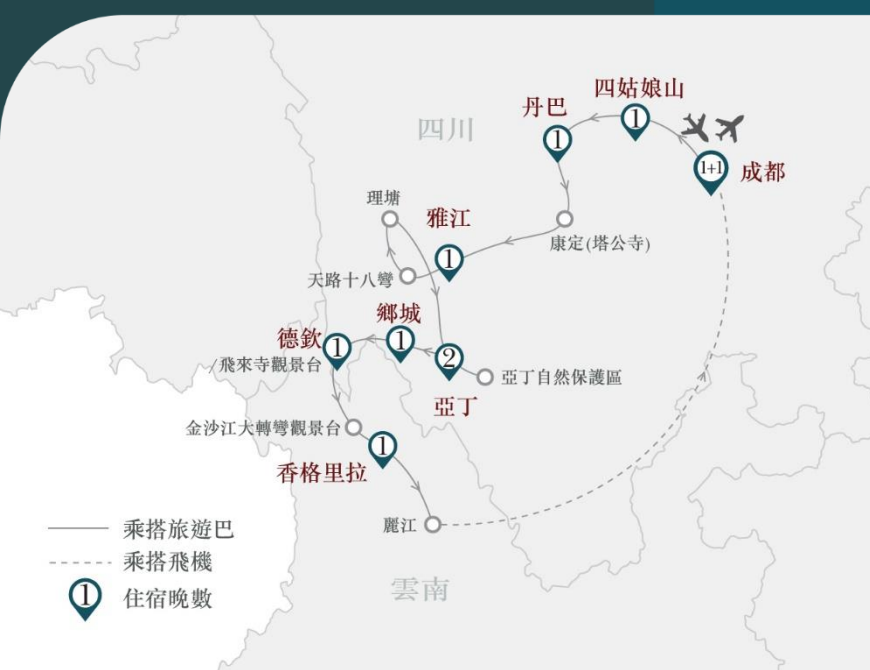 四姑娘山
1
丹巴
1
四川
1+1
成都
理塘
雅江
1
康定(塔公寺)
天路十八彎
鄉城
1
德欽
1
/飛來寺觀景台
2
亞丁自然保護區
亞丁
金沙江大轉彎觀景台
1
香格里拉
麗江
乘搭旅遊巴
乘搭飛機
雲南
1
住宿晚數